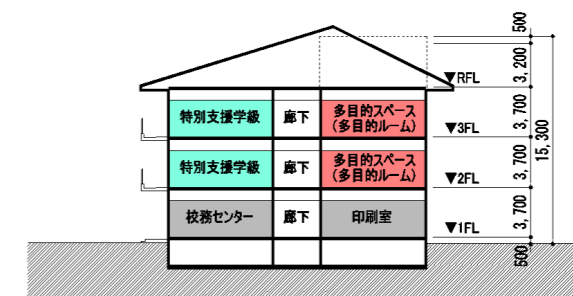 500
▼RFL
3,200
特別支援学級
廊下
多目的スペース
(多目的ルーム)
▼3FL
3,700
15,300
特別支援学級
廊下
多目的スペース
(多目的ルーム)
▼2FL
3,700
校務センター
廊下
印刷室
▼1FL
3,700
500